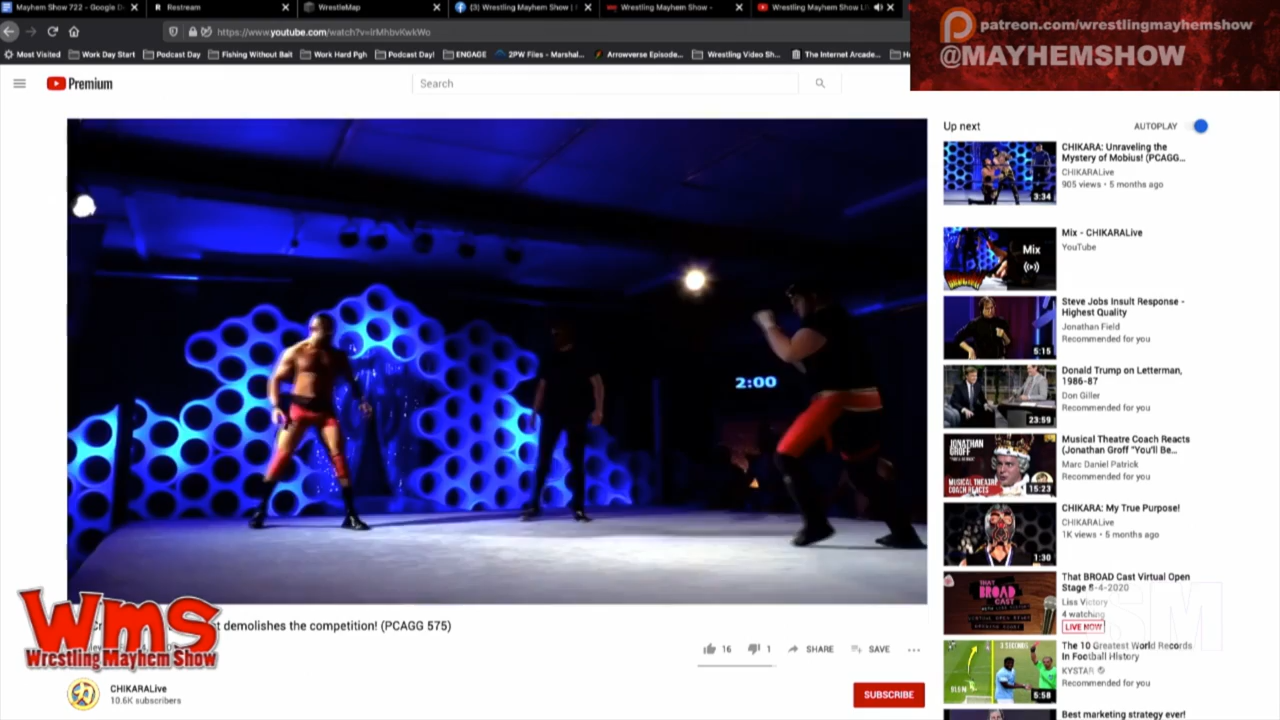 Mayhem Show 722 - Google D
Restream
WrestleMap
(3) Wrestling Mayhem Show |
Wrestling Mayhem Show -
Wrestling Mayhem Show Li
https://www.youtube.com/watch?v=irMhbvKwkWo
Most Visited
Work Day Start
Podcast Day
Fishing Without Bait
Work Hard Pgh
Podcast Day!
ENGAGE
2PW Files - Marshal...
Arrowverse Episode...
Wrestling Video Sh...
The Internet Arcade...
patreon.com/wrestlingmayhemshow
@MAYHEMSHOW
Premium
Search
Up next
AUTOPLAY
CHIKARA: Unraveling the
Mystery of Mobius! (PCAGG...
CHIKARALive
905 views • 5 months ago
3:34
Mix
Mix - CHIKARALive
YouTube
Steve Jobs Insult Response -
Highest Quality
Jonathan Field
Recommended for you
5:15
Donald Trump on Letterman,
1986-87
Don Giller
Recommended for you
23:59
Musical Theatre Coach Reacts
(Jonathan Groff "You'll Be...
Marc Daniel Patrick
Recommended for you
JONATHAN
GROFF
MUSICAL THEATRE
COACH REACTS
15:23
CHIKARA: My True Purpose!
CHIKARALive
1K views • 5 months ago
1:30
That BROAD Cast Virtual Open
Stage 8-4-2020
Liss Victory
4 watching
LIVE NOW
THAT
BROAD
CAST
The 10 Greatest World Records
In Football History
KYSTAR
Recommended for you
5:58
Best marketing strategy ever!
2:00
Wms
Wrestling Mayhem Show
t demolishes the competit
AGG 575)
16
1
SHARE
SAVE
CHIKARALive
10.6K subscribers
SUBSCRIBE